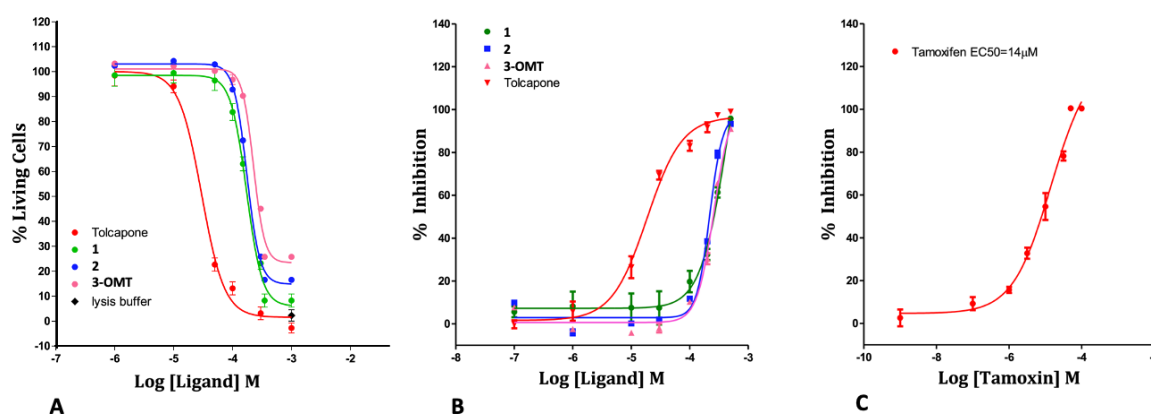 120
110
100
90
80
70
60
50
40
30
20
10
0
-10
% Living Cells
Tolcapone
1
2
3-OMT
lysis buffer
-7 -6 -5 -4 -3 -2
Log [Ligand] M
A
140
120
100
80
60
40
20
0
% Inhibition
1
2
3-OMT
Tolcapone
-8 -7 -6 -5 -4 -3
Log [Ligand] M
B
140
120
100
80
60
40
20
0
% Inhibition
Tamoxifen EC50=14µM
-10 -8 -6 -4
Log [Tamoxin] M
C